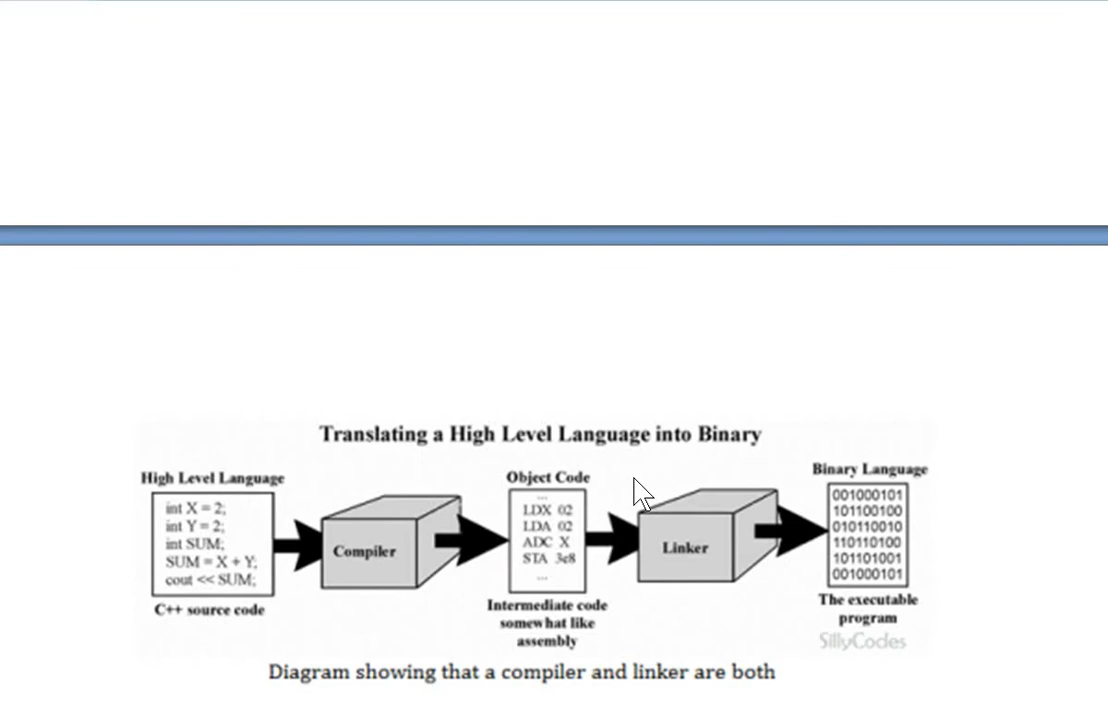 Translating a High Level Language into Binary
High Level Language
int X = 2;
int Y = 2;
int SUM;
SUM = X + Y;
cout << SUM;
C++ source code
Compiler
Object Code
...
LDX 02
LDA 02
ADC X
STA 3e8
...
Intermediate code
somewhat like
assembly
Linker
Binary Language
001000101
101100100
010110010
110110100
101101001
001000101
The executable
program
SillyCodes
Diagram showing that a compiler and linker are both